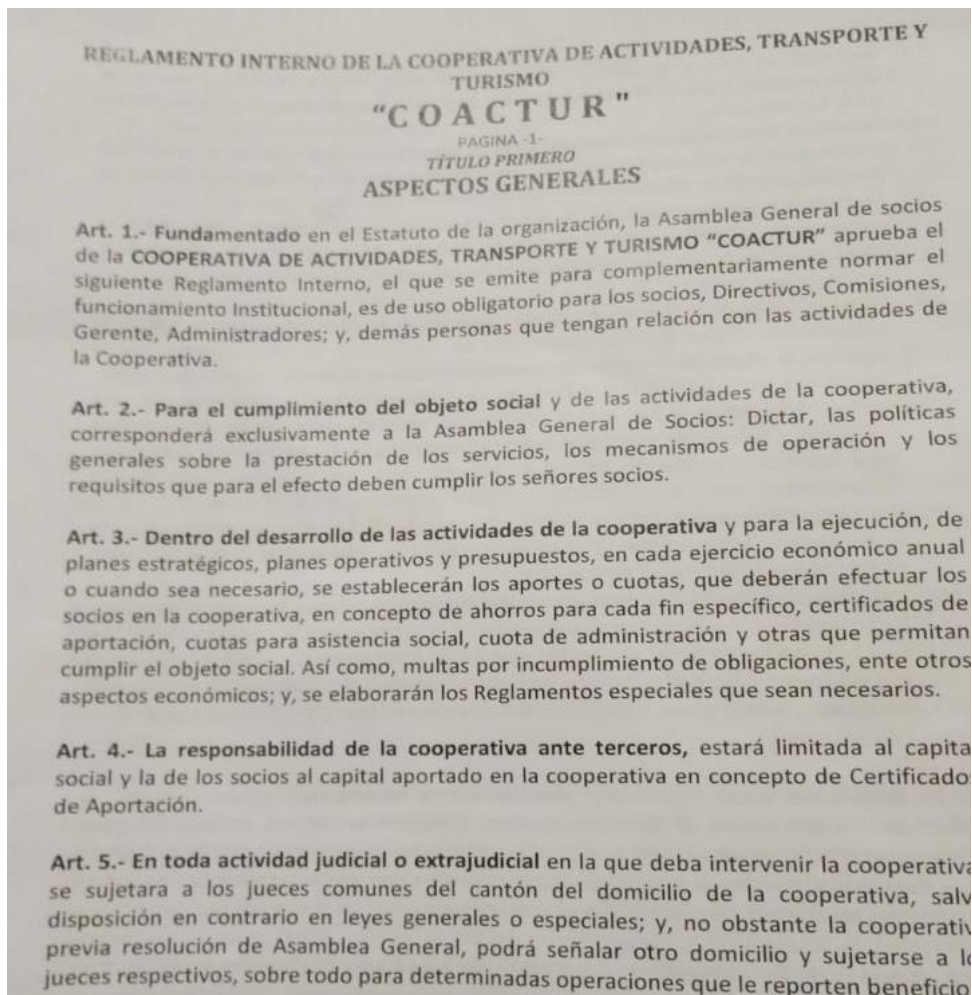 REGLAMENTO INTERNO DE LA COOPERATIVA DE ACTIVIDADES, TRANSPORTE Y
TURISMO
“C O A C T U R "
PAGINA -1-
TÍTULO PRIMERO
ASPECTOS GENERALES
Art. 1.- Fundamentado en el Estatuto de la organización, la Asamblea General de socios
de la COOPERATIVA DE ACTIVIDADES, TRANSPORTE Y TURISMO “COACTUR” aprueba el
siguiente Reglamento Interno, el que se emite para complementariamente normar el
funcionamiento Institucional, es de uso obligatorio para los socios, Directivos, Comisiones,
Gerente, Administradores; y, demás personas que tengan relación con las actividades de
la Cooperativa.
Art. 2.- Para el cumplimiento del objeto social y de las actividades de la cooperativa,
corresponderá exclusivamente a la Asamblea General de Socios: Dictar, las políticas
generales sobre la prestación de los servicios, los mecanismos de operación y los
requisitos que para el efecto deben cumplir los señores socios.
Art. 3.- Dentro del desarrollo de las actividades de la cooperativa y para la ejecución, de
planes estratégicos, planes operativos y presupuestos, en cada ejercicio económico anual
o cuando sea necesario, se establecerán los aportes o cuotas, que deberán efectuar los
socios en la cooperativa, en concepto de ahorros para cada fin específico, certificados de
aportación, cuotas para asistencia social, cuota de administración y otras que permitan
cumplir el objeto social. Así como, multas por incumplimiento de obligaciones, ente otros
aspectos económicos; y, se elaborarán los Reglamentos especiales que sean necesarios.
Art. 4.- La responsabilidad de la cooperativa ante terceros, estará limitada al capita
social y la de los socios al capital aportado en la cooperativa en concepto de Certificado
de Aportación.
Art. 5.- En toda actividad judicial o extrajudicial en la que deba intervenir la cooperativa
se sujetara a los jueces comunes del cantón del domicilio de la cooperativa, salv
disposición en contrario en leyes generales o especiales; y, no obstante la cooperativ
previa resolución de Asamblea General, podrá señalar otro domicilio y sujetarse a lo
jueces respectivos, sobre todo para determinadas operaciones que le reporten beneficio